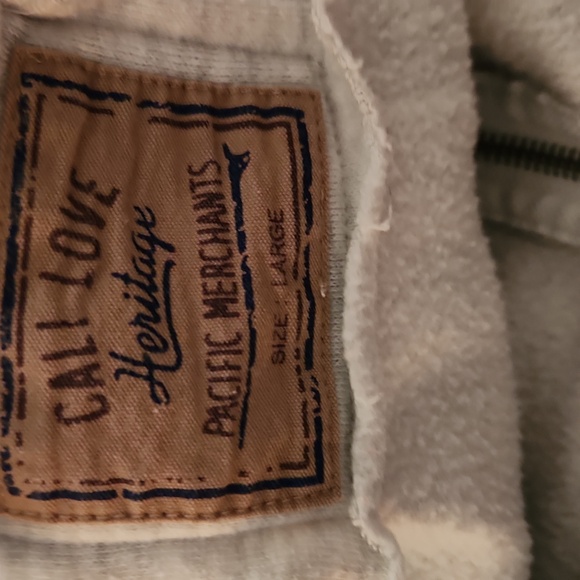 CALI LOVE
Heritage
PACIFIC MERCHANTS
SIZE: LARGE